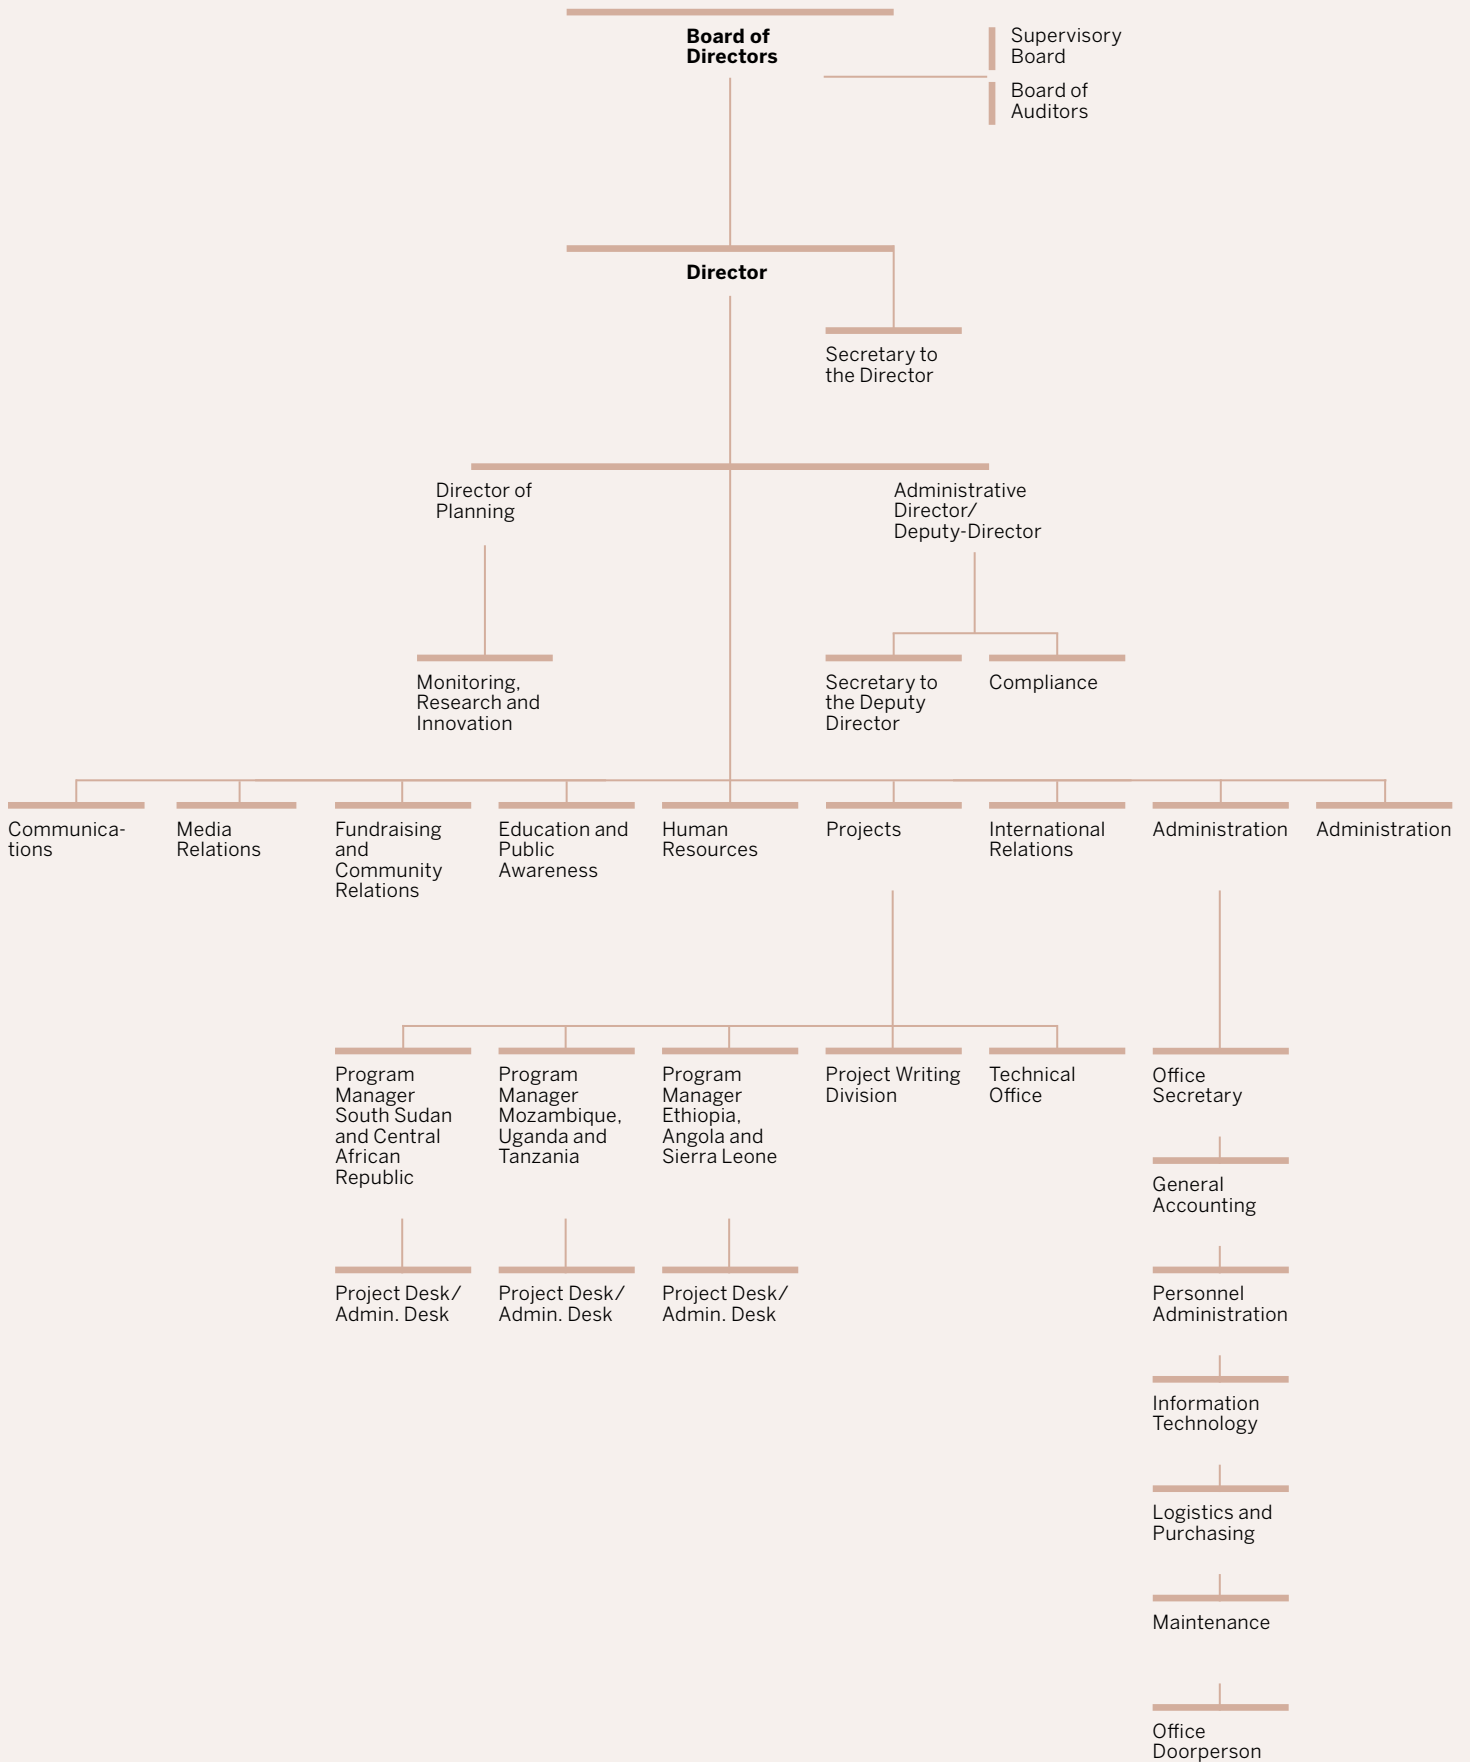 Board of
Directors
Supervisory
Board
Board of
Auditors
Director
Secretary to
the Director
Director of
Planning
Administrative
Director/
Deputy-Director
Monitoring,
Research and
Innovation
Secretary to
the Deputy
Director
Compliance
Communica-
tions
Media
Relations
Fundraising
and
Community
Relations
Education and
Public
Awareness
Human
Resources
Projects
International
Relations
Administration
Administration
Program
Manager
South Sudan
and Central
African
Republic
Program
Manager
Mozambique,
Uganda and
Tanzania
Program
Manager
Ethiopia,
Angola and
Sierra Leone
Project Writing
Division
Technical
Office
Office
Secretary
General
Accounting
Project Desk/
Admin. Desk
Project Desk/
Admin. Desk
Project Desk/
Admin. Desk
Personnel
Administration
Information
Technology
Logistics and
Purchasing
Maintenance
Office
Doorperson